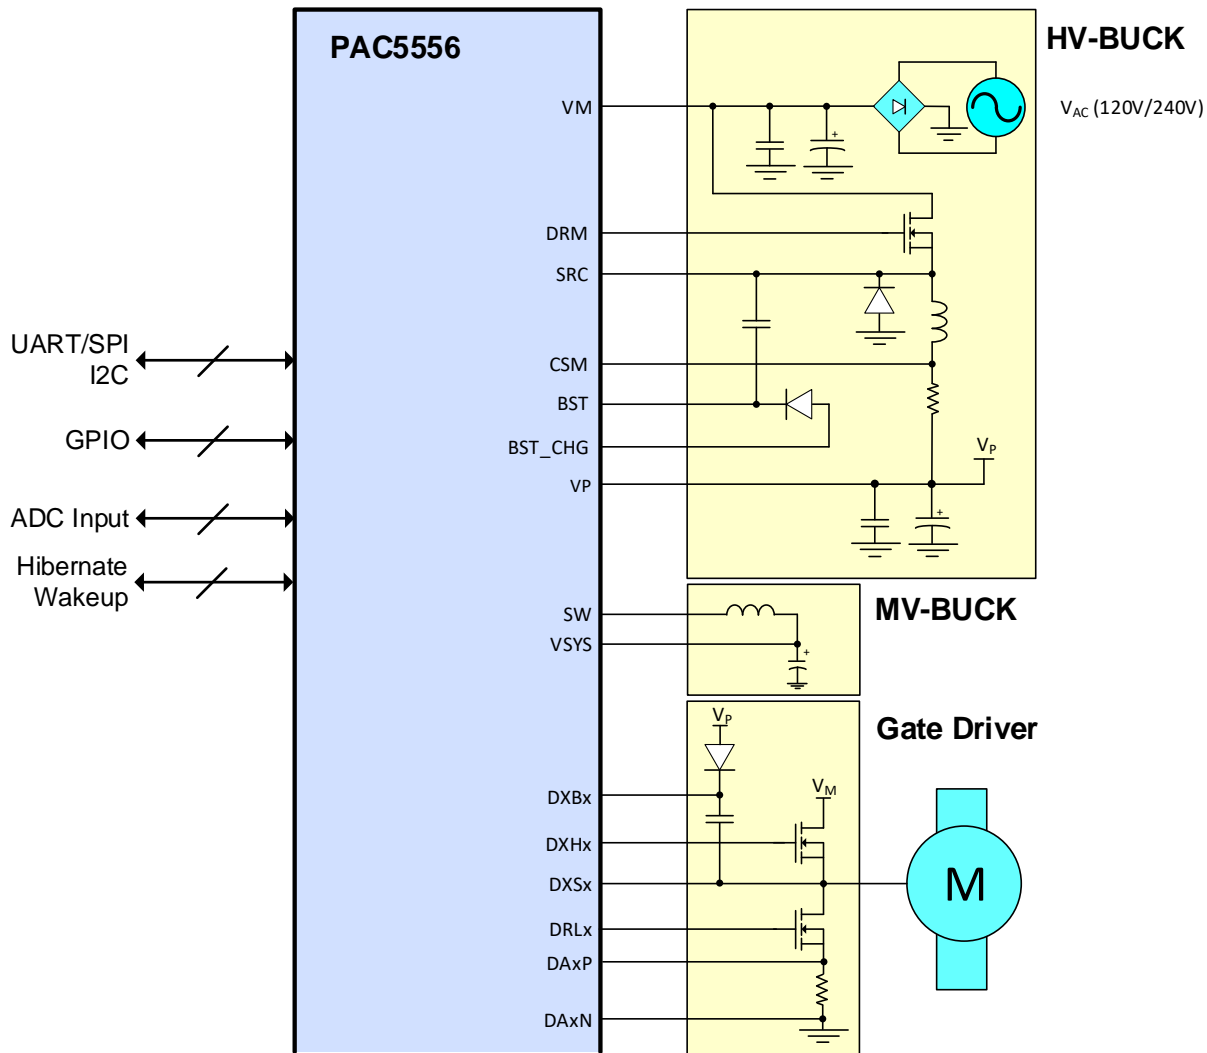 PAC5556
HV-BUCK
VM
VAC (120V/240V)
DRM
SRC
UART/SPI
I2C
CSM
BST
GPIO
BST_CHG
VP
VP
ADC Input
Hibernate
Wakeup
SW
MV-BUCK
VSYS
VP
Gate Driver
DXBx
VM
DXHx
DXSx
M
DRLx
DAxP
DAxN
+
+
+